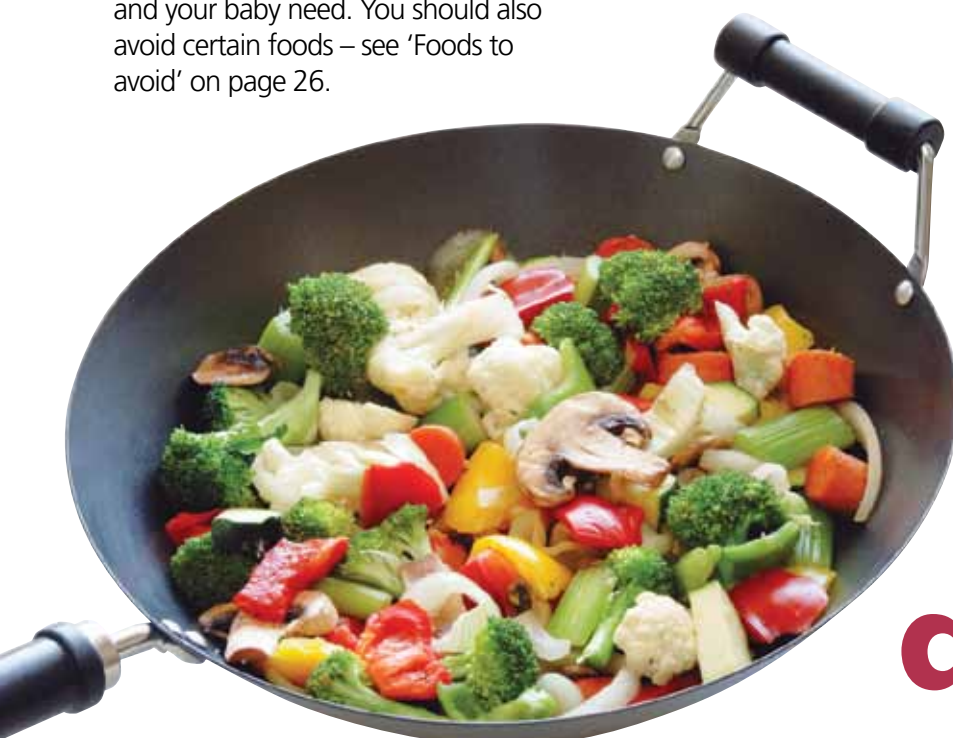 and your baby need. You should also
avoid certain foods – see ‘Foods to
avoid’ on page 26.